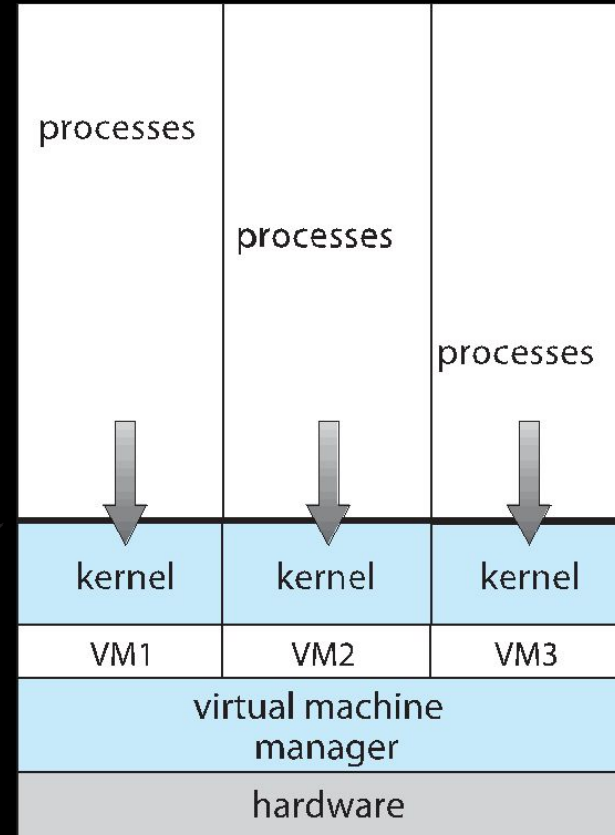 processes
processes
processes
kernel kernel kernel
VM1 VM2 VM3
virtual machine
manager
hardware